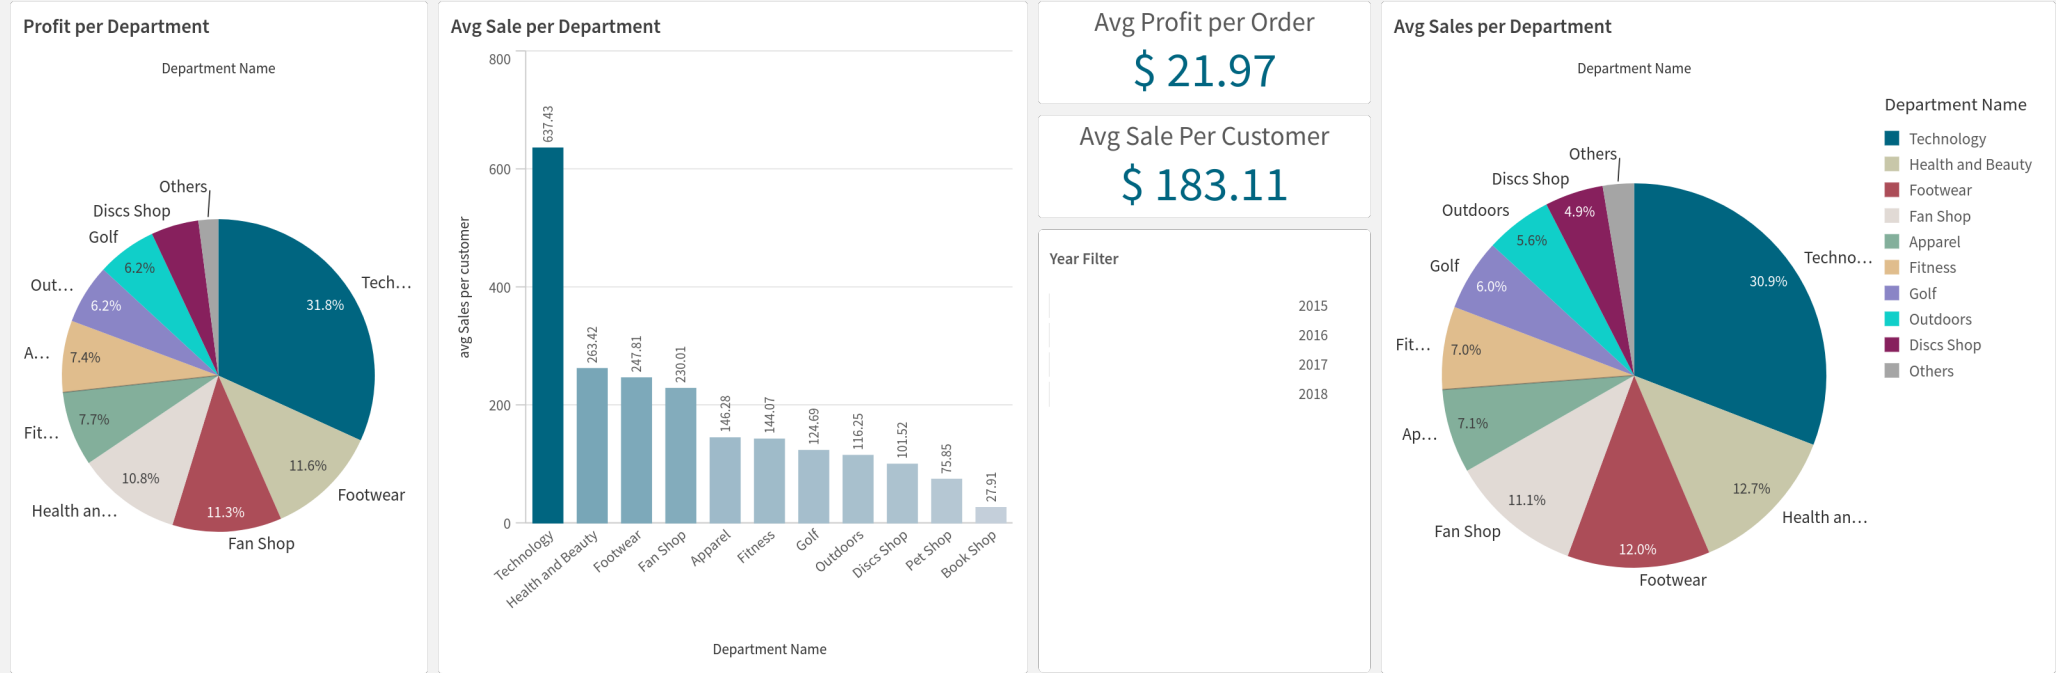 Profit per Department
Department Name
Others
Discs Shop
Golf
Out...
A...
Fit...
Health an...
Fan Shop
Footwear
Tech...
31.8%
11.6%
11.3%
10.8%
7.7%
7.4%
6.2%
6.2%
Avg Sale per Department
avg Sales per customer
800
600
400
200
0
637.43
263.42
247.81
230.01
146.28
144.07
124.69
116.25
101.52
75.85
27.91
Technology
Health and Beauty
Footwear
Fan Shop
Apparel
Fitness
Golf
Outdoors
Discs Shop
Pet Shop
Book Shop
Department Name
Avg Profit per Order
$ 21.97
Avg Sale Per Customer
$ 183.11
Year Filter
2015
2016
2017
2018
Avg Sales per Department
Department Name
Others
Discs Shop
Outdoors
Golf
Fit...
Ap...
Fan Shop
Footwear
Health an...
Techno...
30.9%
12.7%
12.0%
11.1%
7.1%
7.0%
6.0%
5.6%
4.9%
Department Name
Technology
Health and Beauty
Footwear
Fan Shop
Apparel
Fitness
Golf
Outdoors
Discs Shop
Others